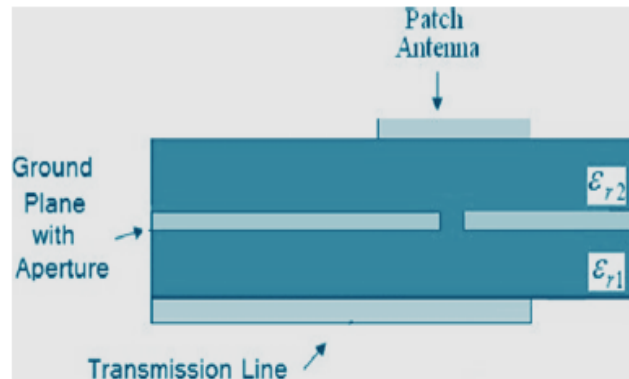 Patch
Antenna
Ground
Plane
with
Aperture
εr2
εr1
Transmission Line